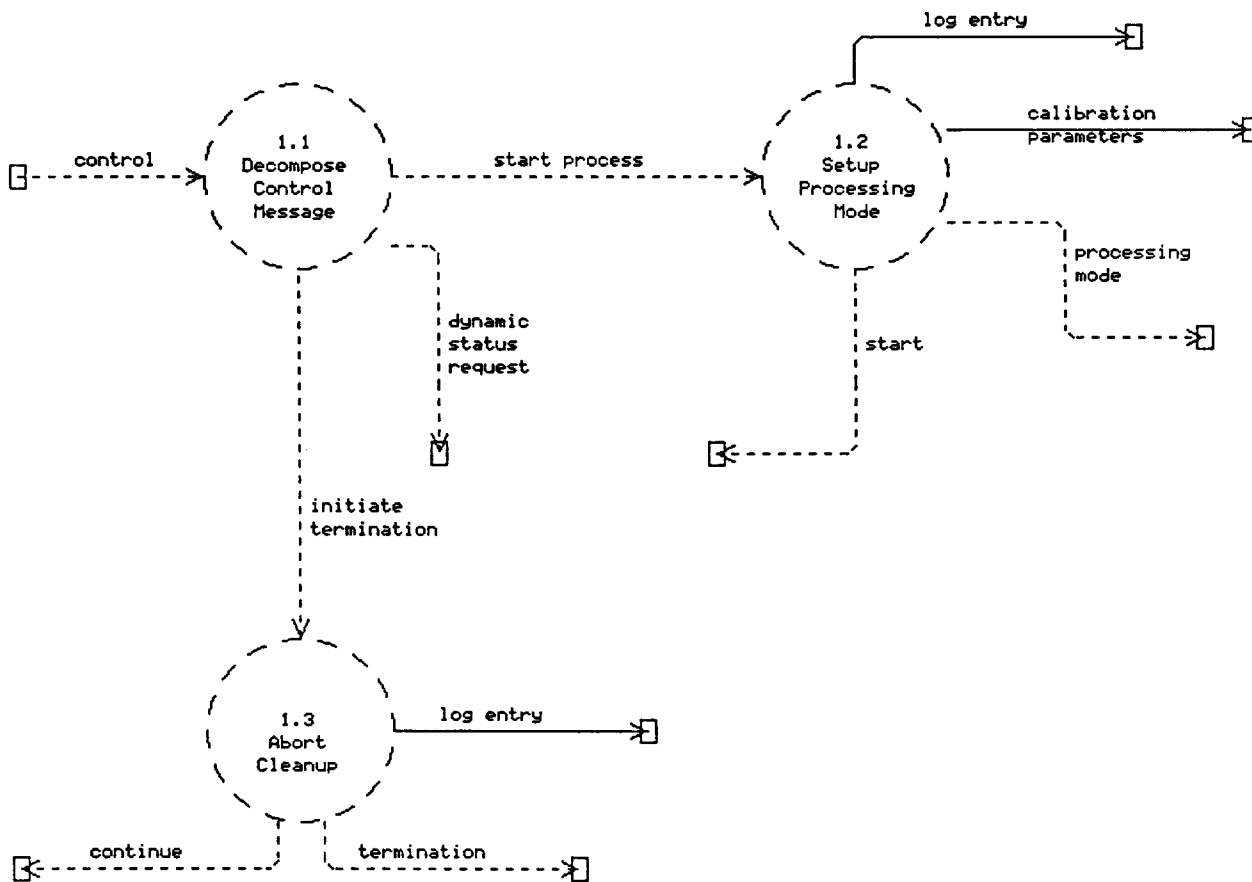 log entry
calibration
parameters
control
1.1
Decompose
Control
Message
start process
1.2
Setup
Processing
Mode
processing
mode
dynamic
status
request
start
initiate
termination
1.3
Abort
Cleanup
log entry
continue
termination